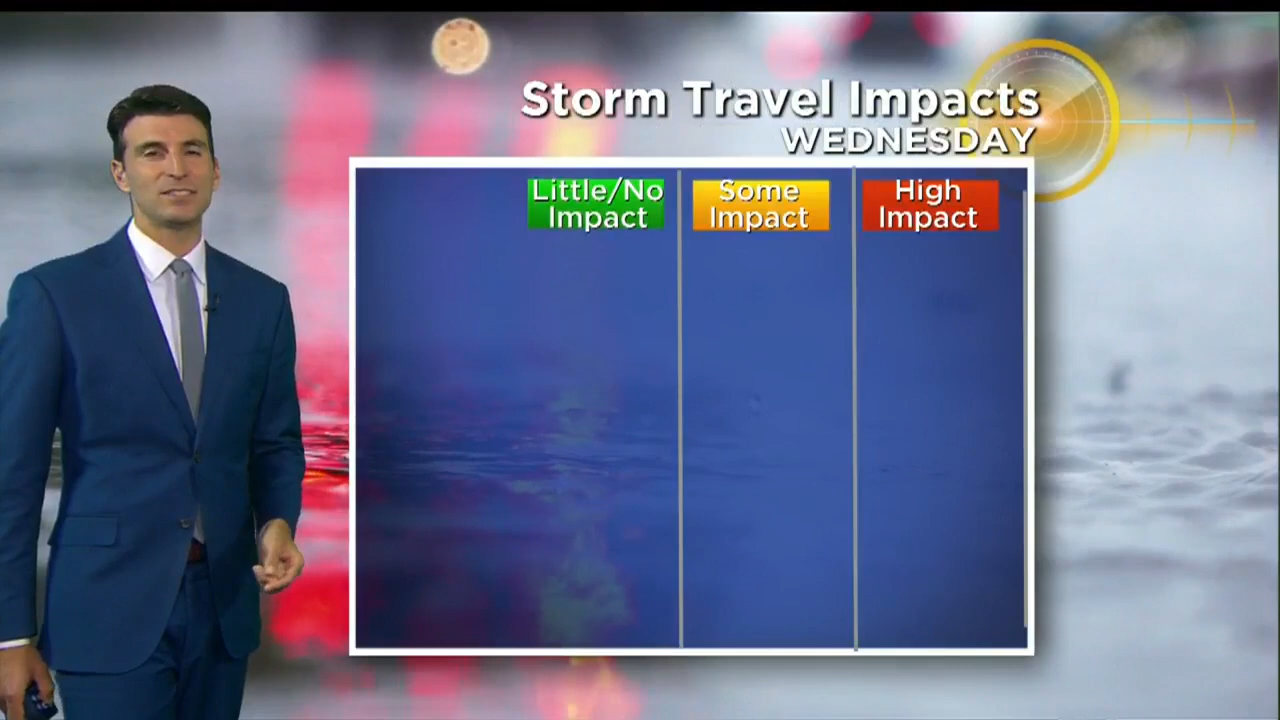 Storm Travel Impacts
WEDNESDAY
Little/No
Impact
Some
Impact
High
Impact